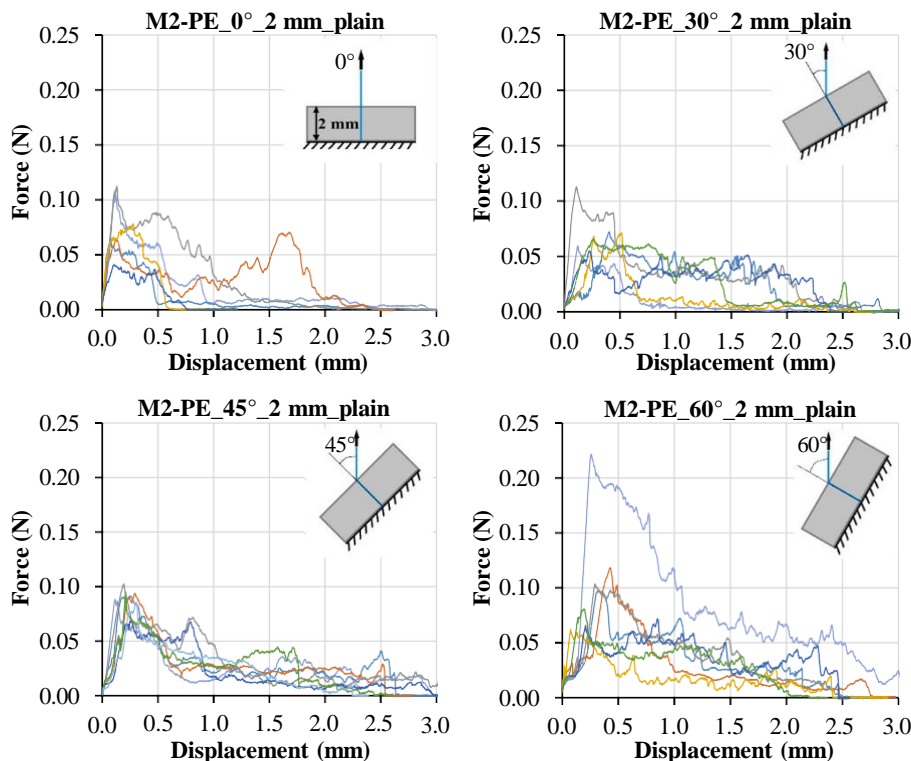 M2-PE_0°_2 mm_plain
0.25
0.20
0.15
0.10
0.05
0.00
Force (N)
0°
2 mm
0.0 0.5 1.0 1.5 2.0 2.5 3.0
Displacement (mm)
M2-PE_30°_2 mm_plain
0.25
0.20
0.15
0.10
0.05
0.00
Force (N)
30°
0.0 0.5 1.0 1.5 2.0 2.5 3.0
Displacement (mm)
M2-PE_45°_2 mm_plain
0.25
0.20
0.15
0.10
0.05
0.00
Force (N)
45°
0.0 0.5 1.0 1.5 2.0 2.5 3.0
Displacement (mm)
M2-PE_60°_2 mm_plain
0.25
0.20
0.15
0.10
0.05
0.00
Force (N)
60°
0.0 0.5 1.0 1.5 2.0 2.5 3.0
Displacement (mm)